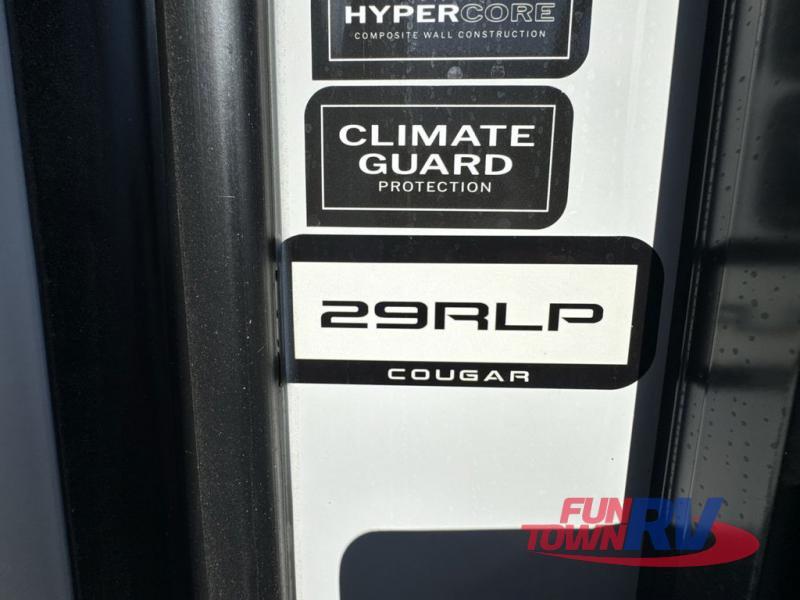 HYPERCORE
COMPOSITE WALL CONSTRUCTION
CLIMATE
GUARD
PROTECTION
29RLP
COUGAR
FUN
TOWN RV